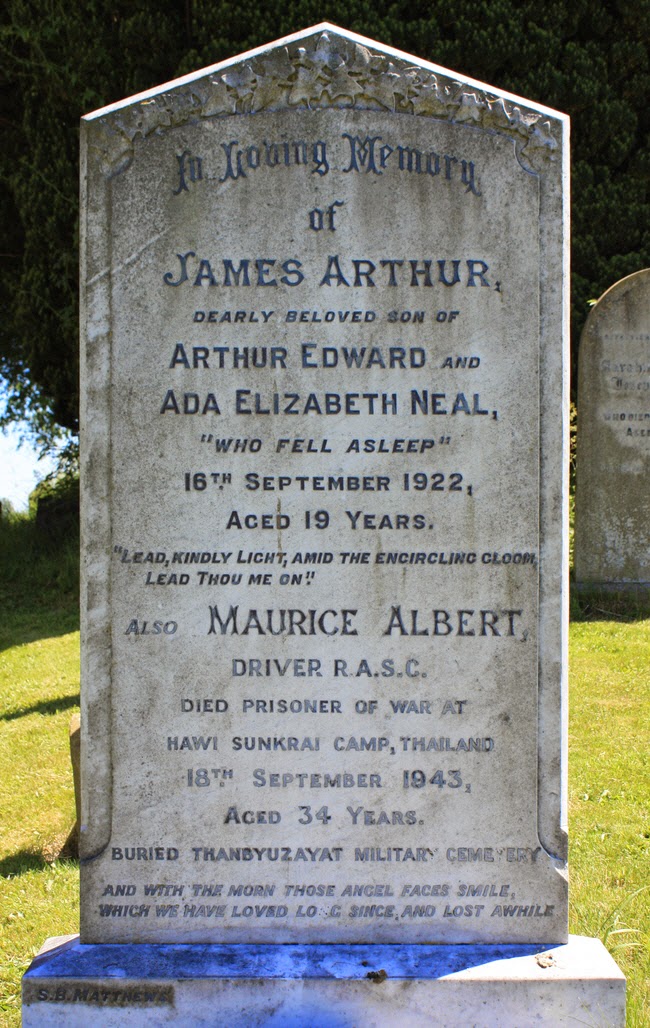 In Loving Memory
of
JAMES ARTHUR,
DEARLY BELOVED SON OF
ARTHUR EDWARD AND
ADA ELIZABETH NEAL,
"WHO FELL ASLEEP"
16TH SEPTEMBER 1922,
AGED 19 YEARS.
"LEAD, KINDLY LIGHT, AMID THE ENCIRCLING GLOOM,
LEAD THOU ME ON."
ALSO MAURICE ALBERT,
DRIVER R.A.S.C.
DIED PRISONER OF WAR AT
HAWI SUNKRAI CAMP, THAILAND
18TH SEPTEMBER 1943,
AGED 34 YEARS.
BURIED THANBYUZAYAT MILITARY CEMETERY
AND WITH THE MORN THOSE ANGEL FACES SMILE,
WHICH WE HAVE LOVED LONG SINCE, AND LOST AWHILE
S.B. MATTHEWS
WHO DIED
AGED